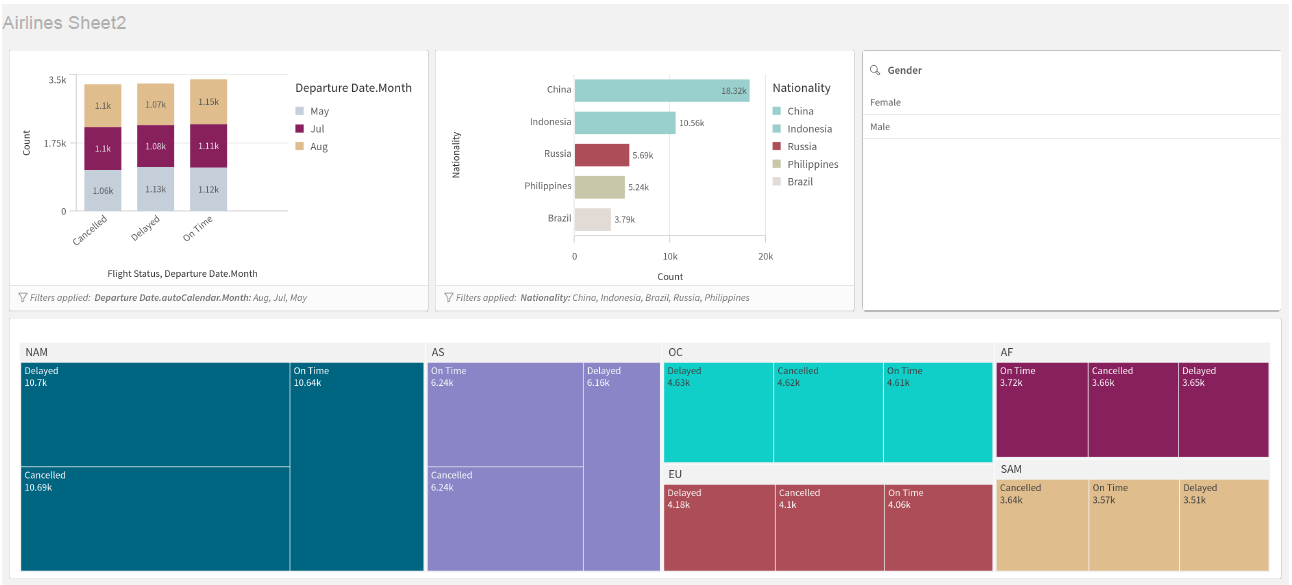 Airlines Sheet2
3.5k
1.75k
0
Count
1.1k
1.07k
1.15k
1.1k
1.08k
1.11k
1.06k
1.13k
1.12k
Cancelled
Delayed
On Time
Flight Status, Departure Date.Month
Departure Date.Month
May
Jul
Aug
Filters applied: Departure Date.autoCalendar.Month: Aug, Jul, May
Nationality
China
18.32k
Indonesia
10.56k
Russia
5.69k
Philippines
5.24k
Brazil
3.79k
0
10k
20k
Count
Nationality
China
Indonesia
Russia
Philippines
Brazil
Filters applied: Nationality: China, Indonesia, Brazil, Russia, Philippines
Gender
Female
Male
NAM
Delayed
10.7k
On Time
10.64k
Cancelled
10.69k
AS
On Time
6.24k
Delayed
6.16k
Cancelled
6.24k
OC
Delayed
4.63k
Cancelled
4.62k
On Time
4.61k
EU
Delayed
4.18k
Cancelled
4.1k
On Time
4.06k
AF
On Time
3.72k
Cancelled
3.66k
Delayed
3.65k
SAM
Cancelled
3.64k
On Time
3.57k
Delayed
3.51k